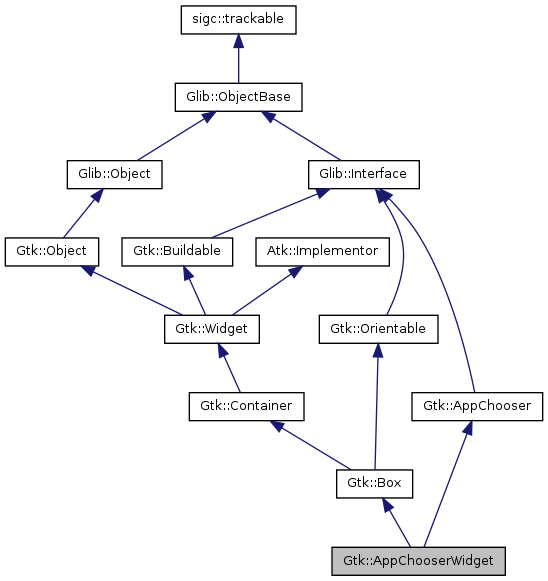 sigc::trackable
Glib::ObjectBase
Glib::Object
Glib::Interface
Gtk::Object
Gtk::Buildable
Atk::Implementor
Gtk::Widget
Gtk::Orientable
Gtk::Container
Gtk::AppChooser
Gtk::Box
Gtk::AppChooserWidget